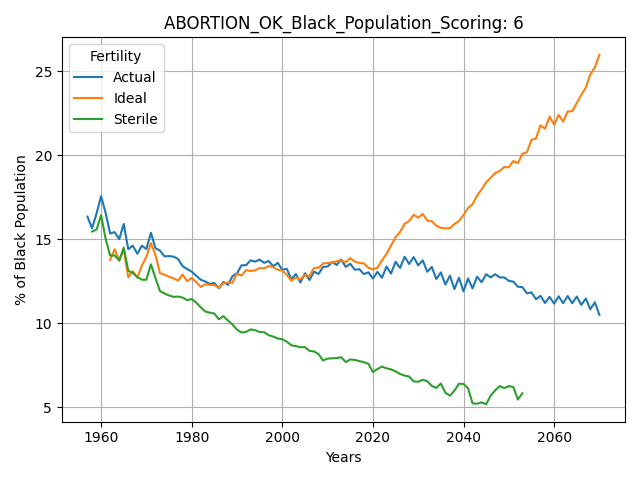 ABORTION_OK_Black_Population_Scoring: 6
Fertility
Actual
Ideal
Sterile
% of Black Population
25
20
15
10
5
1960 1980 2000 2020 2040 2060
Years